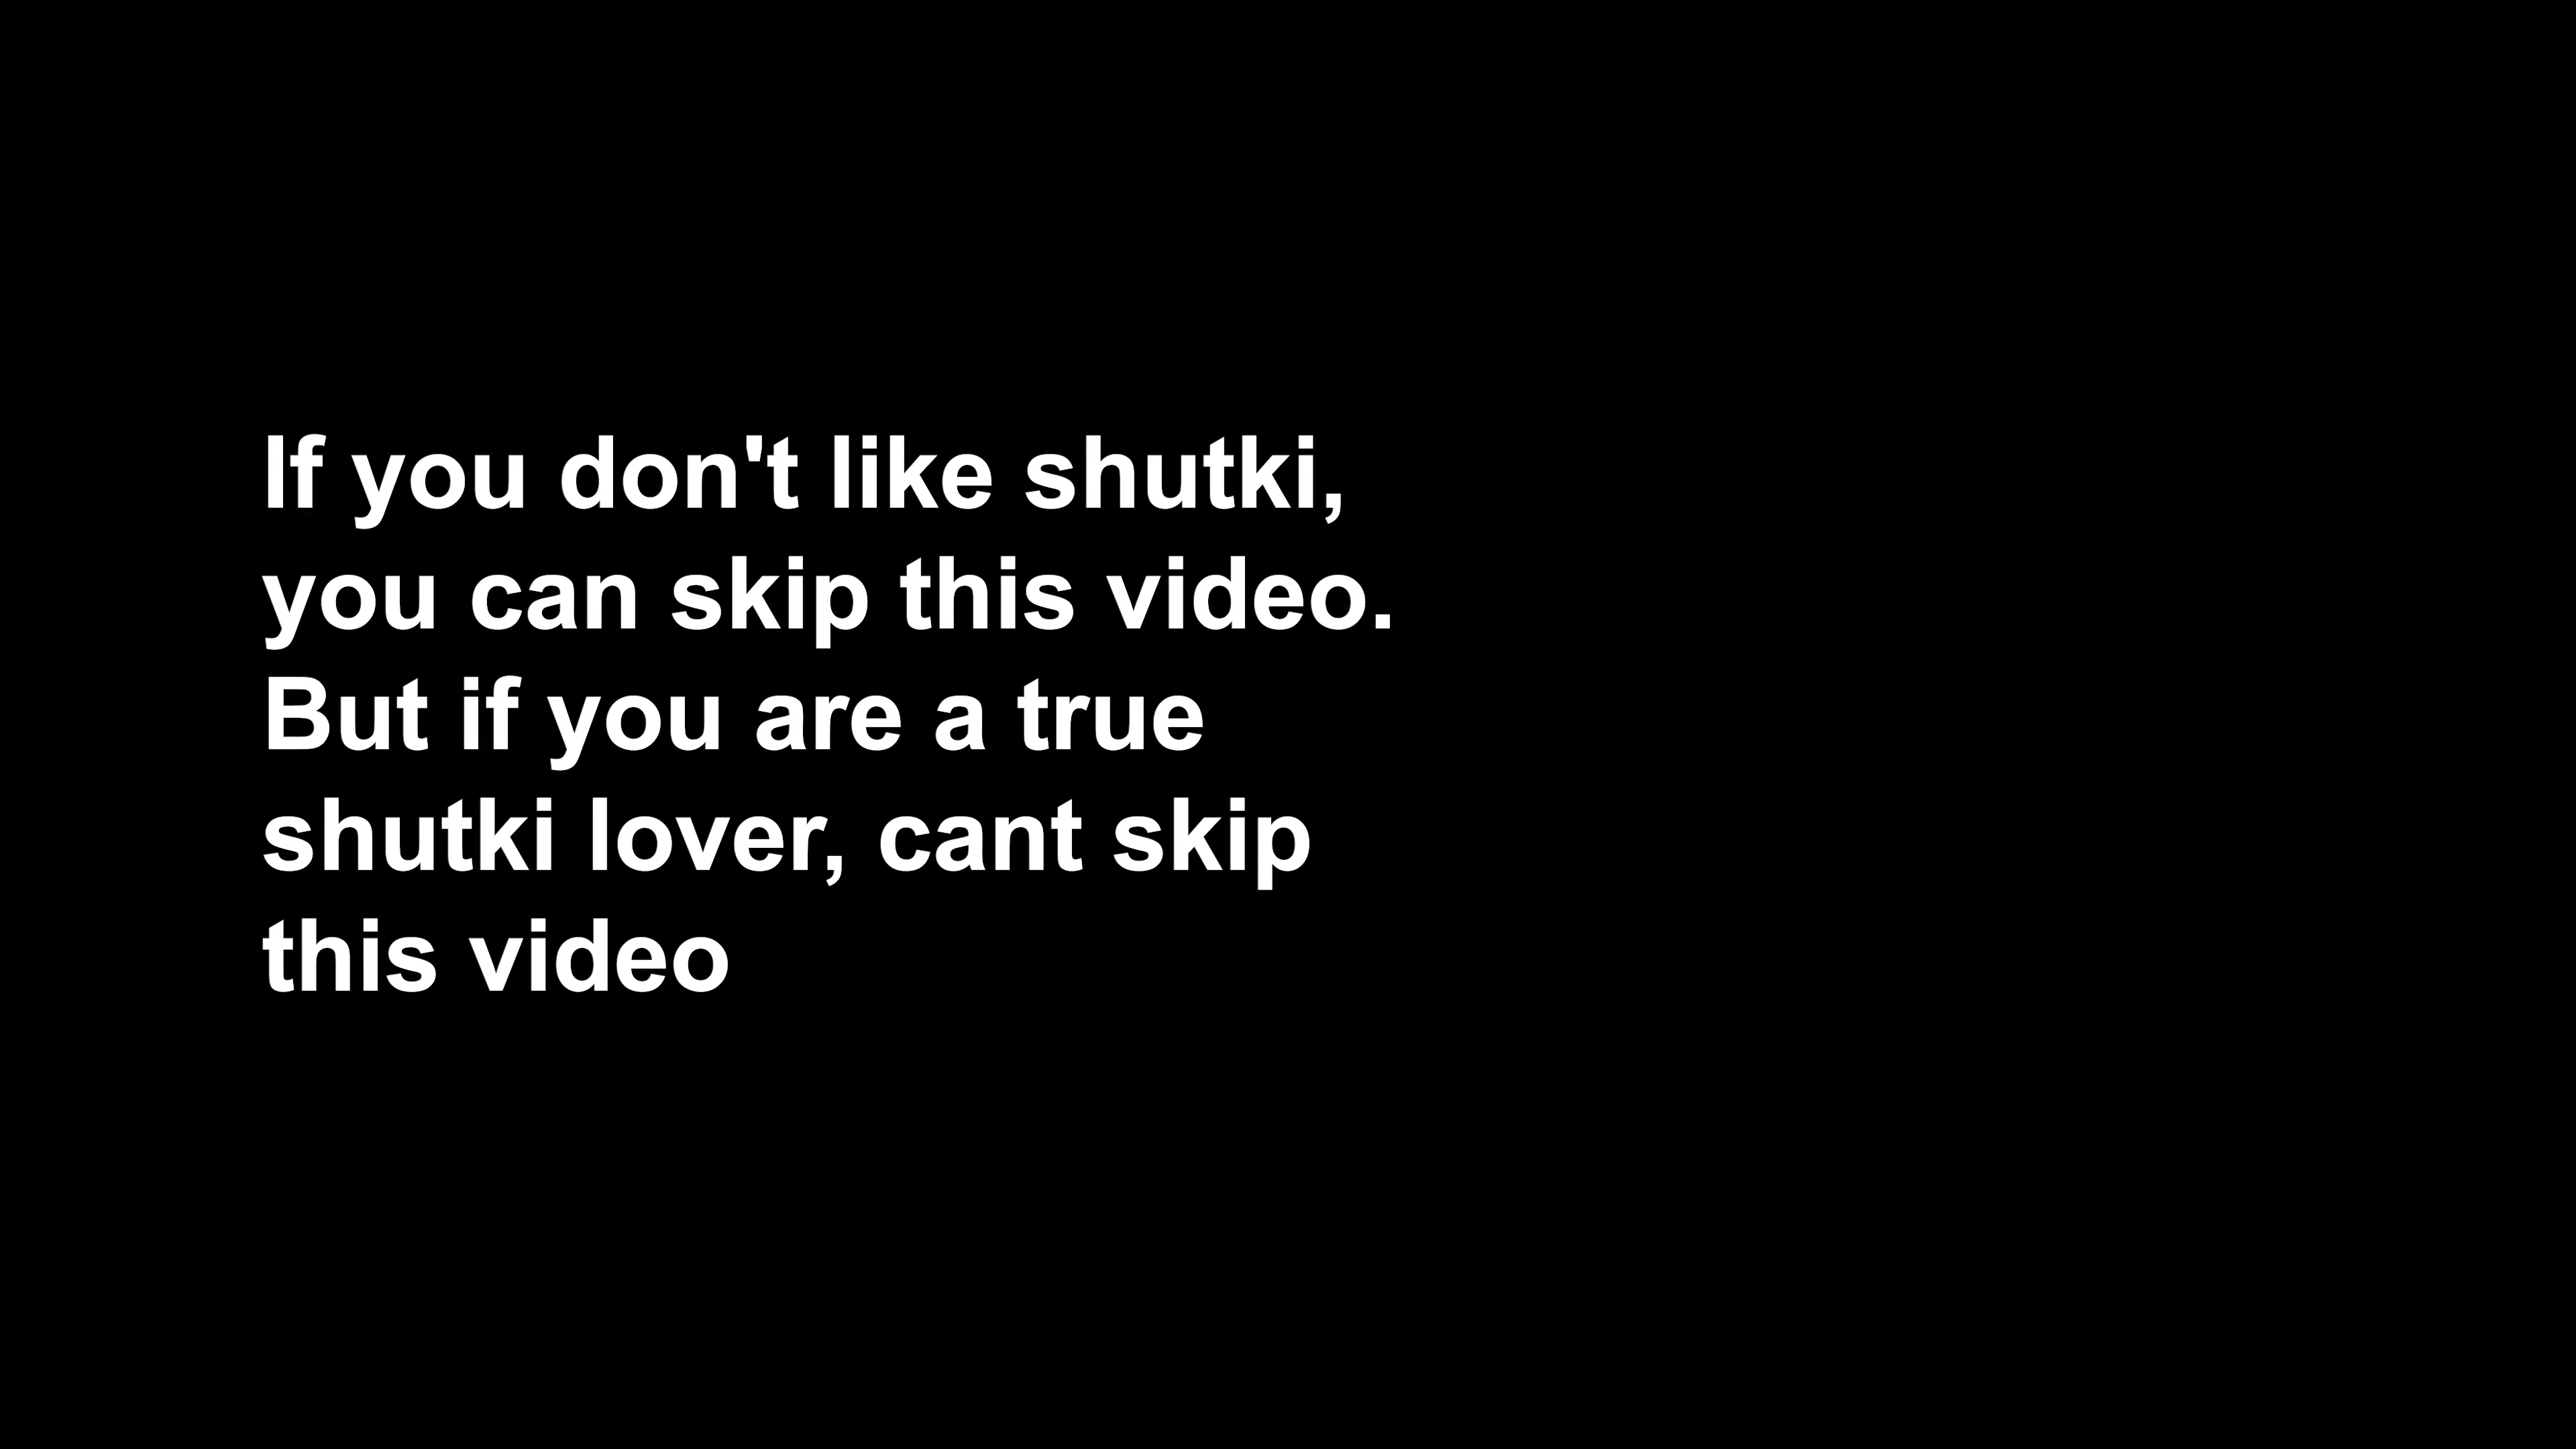 If you don't like shutki,
you can skip this video.
But if you are a true
shutki lover, cant skip
this video